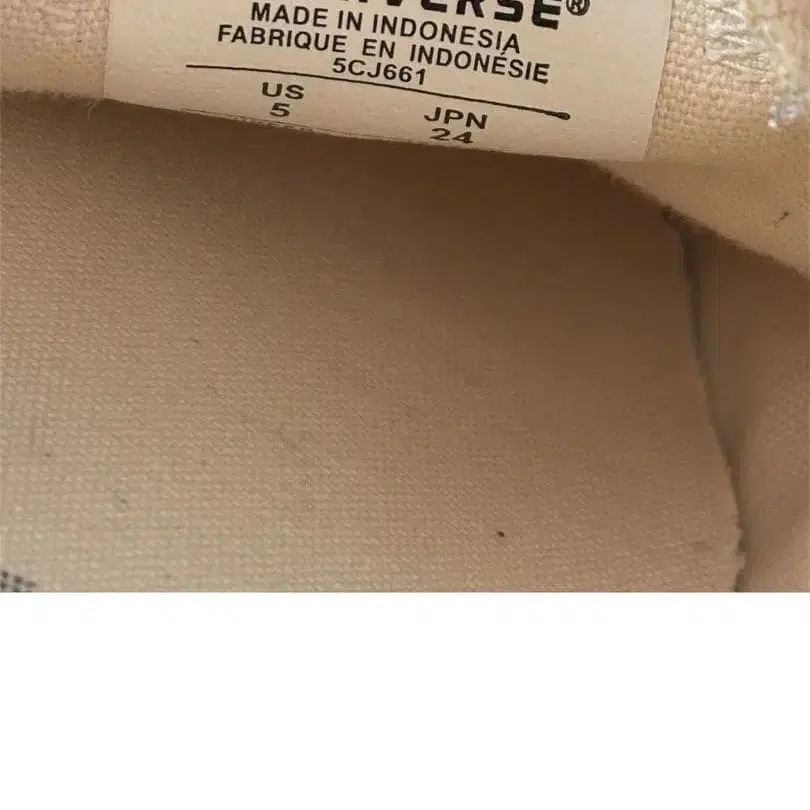 MADE IN INDONESIA
FABRIQUE EN INDONÉSIE
5CJ661
US JPN
5 24